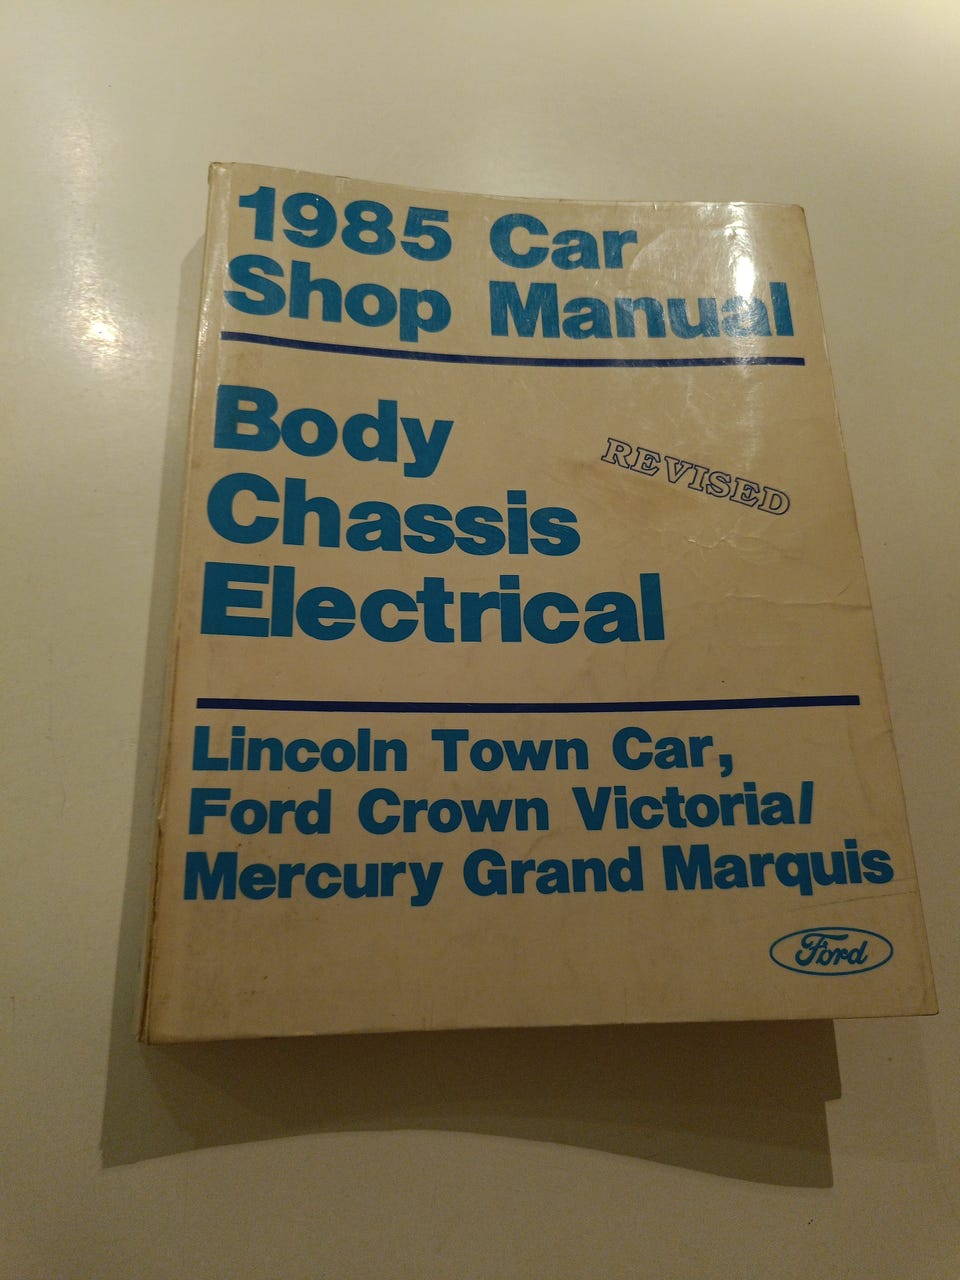 1985 Car
Shop Manual
Body
REVISED
Chassis
Electrical
Lincoln Town Car,
Ford Crown Victoria/
Mercury Grand Marquis
Ford